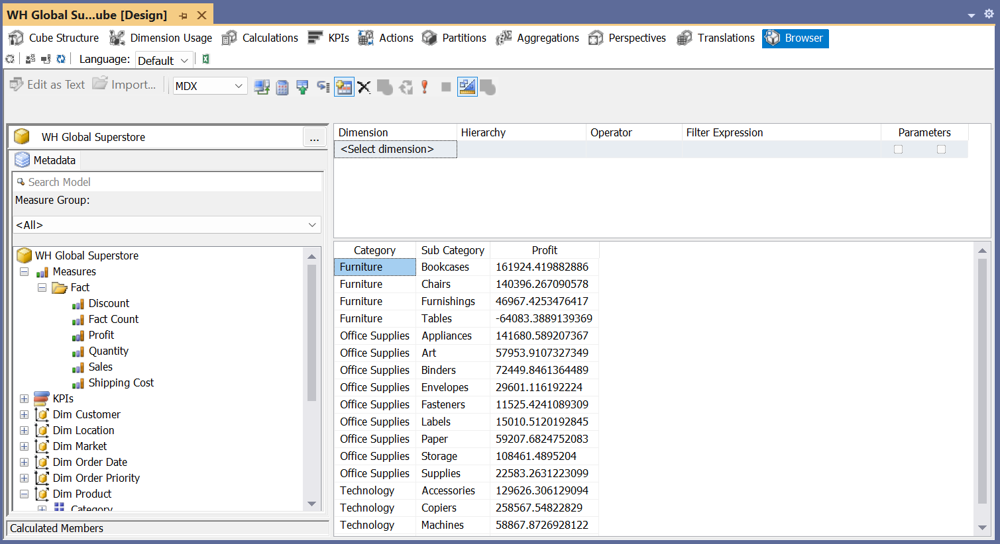 WH Global Su...ube [Design]
Cube Structure Dimension Usage Calculations KPIs Actions Partitions Aggregations Perspectives Translations Browser
Language: Default
Edit as Text Import... MDX
WH Global Superstore ...
Metadata
Search Model
Measure Group:
<All>
WH Global Superstore
Measures
Fact
Discount
Fact Count
Profit
Quantity
Sales
Shipping Cost
KPIs
Dim Customer
Dim Location
Dim Market
Dim Order Date
Dim Order Priority
Dim Product
Category
Calculated Members
Dimension Hierarchy Operator Filter Expression Parameters
<Select dimension>
Category Sub Category Profit
Furniture Bookcases 161924.419882886
Furniture Chairs 140396.267090578
Furniture Furnishings 46967.4253476417
Furniture Tables -64083.3889139369
Office Supplies Appliances 141680.589207367
Office Supplies Art 57953.9107327349
Office Supplies Binders 72449.8461364489
Office Supplies Envelopes 29601.116192224
Office Supplies Fasteners 11525.4241089309
Office Supplies Labels 15010.5120192845
Office Supplies Paper 59207.6824752083
Office Supplies Storage 108461.4895204
Office Supplies Supplies 22583.2631223099
Technology Accessories 129626.306129094
Technology Copiers 258567.54822829
Technology Machines 58867.8726928122